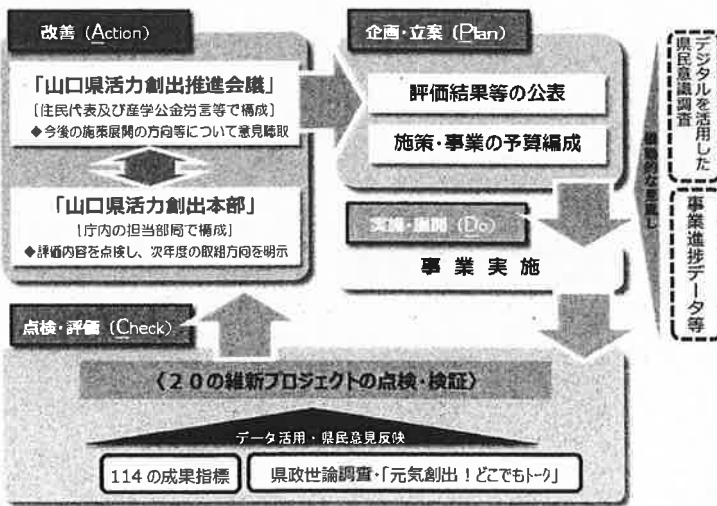 改善（Action）
「山口県活力創出推進会議」
［住民代表及び産学公金労言等で構成］
◆今後の施策展開の方向等について意見聴取
「山口県活力創出本部」
［庁内の担当部局で構成］
◆評価内容を点検し、次年度の取組方向を明示
企画・立案（Plan）
評価結果等の公表
施策・事業の予算編成
実施・展開（Do）
事業実施
点検・評価（Check）
〈２０の維新プロジェクトの点検・検証〉
データ活用・県民意見反映
114の成果指標
県政世論調査・「元気創出！どこでもトーク」
デジタルを活用した
県民意識調査
事業進捗データ等
的な見直し